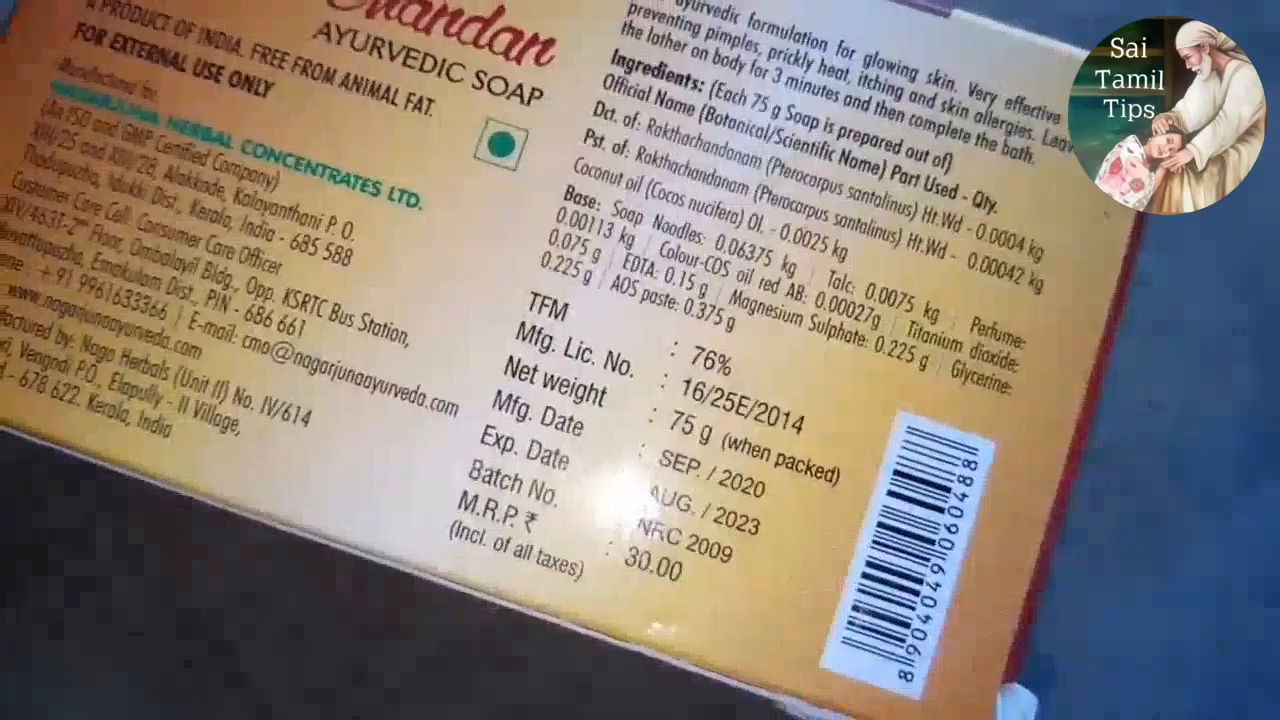 Chandan
AYURVEDIC SOAP
A PRODUCT OF INDIA. FREE FROM ANIMAL FAT.
FOR EXTERNAL USE ONLY
Manufactured for:
NAGARJUNA HERBAL CONCENTRATES LTD.
(An ISO and GMP Certified Company)
XIII/25 and XIII/26, Alakkode, Kalayanthani P. O.
Thodupuzha, Idukki Dist., Kerala, India - 685 588
Customer Care Cell: Consumer Care Officer
XIV/463T-2nd Floor, Ombalayil Bldg., Opp. KSRTC Bus Station,
Muvattupuzha, Ernakulam Dist., PIN - 686 661
: +91 9961633366 | E-mail: cmo@nagarjunaayurveda.com
www.nagarjunaayurveda.com
by: Naga Herbals (Unit II) No. IV/614
Vengodi P.O, Elapully - II Village,
- 678 622. Kerala, India
ayurvedic formulation for glowing skin. Very effective
preventing pimples, prickly heat, itching and skin allergies. Leav
the lather on body for 3 minutes and then complete the bath.
Ingredients: (Each 75 g Soap is prepared out of)
Official Name (Botanical/Scientific Name) Part Used - Qty.
Dct. of: Rakthachandanam (Pterocarpus santalinus) Ht.Wd - 0.0004 kg
Pst. of: Rakthachandanam (Pterocarpus santalinus) Ht.Wd - 0.00042 kg
Coconut oil (Cocos nucifera) Ol. - 0.0025 kg
Base: Soap Noodles: 0.06375 kg | Talc: 0.0075 kg | Perfume:
0.00113 kg | Colour-COS oil red AB: 0.00027g | Titanium dioxide:
0.075 g | EDTA: 0.15 g | Magnesium Sulphate: 0.225 g | Glycerine:
0.225 g | AOS paste: 0.375 g
TFM : 76%
Mfg. Lic. No. : 16/25E/2014
Net weight : 75 g (when packed)
Mfg. Date : SEP. / 2020
Exp. Date AUG. / 2023
Batch No. NRC 2009
M.R.P. ₹ : 30.00
(Incl. of all taxes)
8904049060488
Sai
Tamil
Tips